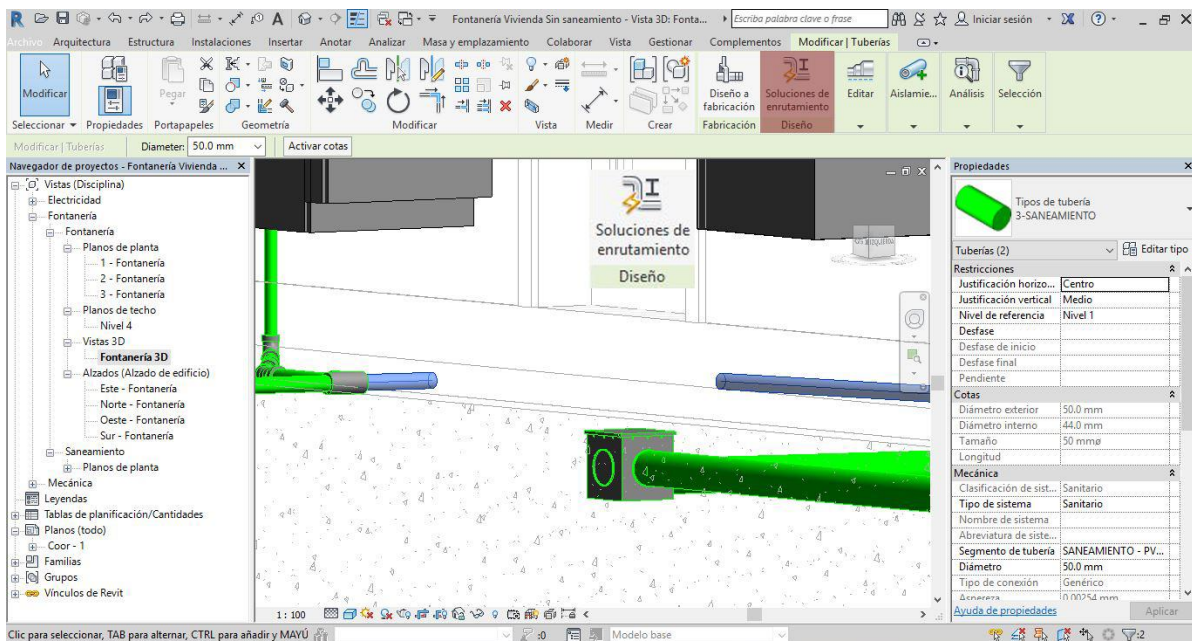 Fontanería Vivienda Sin saneamiento - Vista 3D: Fonta...
Escriba palabra clave o frase
Iniciar sesión
Archivo Arquitectura Estructura Instalaciones Insertar Anotar Analizar Masa y emplazamiento Colaborar Vista Gestionar Complementos Modificar | Tuberías
Modificar
Pegar
Diseño a fabricación
Soluciones de enrutamiento
Editar
Aislamie...
Análisis
Selección
Seleccionar Propiedades Portapapeles Geometría Modificar Vista Medir Crear Fabricación Diseño
Modificar | Tuberías Diameter: 50.0 mm Activar cotas
Navegador de proyectos - Fontanería Vivienda ... X
Vistas (Disciplina)
Electricidad
Fontanería
Fontanería
Planos de planta
1 - Fontanería
2 - Fontanería
3 - Fontanería
Planos de techo
Nivel 4
Vistas 3D
Fontanería 3D
Alzados (Alzado de edificio)
Este - Fontanería
Norte - Fontanería
Oeste - Fontanería
Sur - Fontanería
Saneamiento
Planos de planta
Mecánica
Leyendas
Tablas de planificación/Cantidades
Planos (todo)
Coor - 1
Familias
Grupos
Vínculos de Revit
Soluciones de
enrutamiento
Diseño
1 : 100
Propiedades X
Tipos de tubería
3-SANEAMIENTO
Tuberías (2) Editar tipo
Restricciones
Justificación horizo... Centro
Justificación vertical Medio
Nivel de referencia Nivel 1
Desfase
Desfase de inicio
Desfase final
Pendiente
Cotas
Diámetro exterior 50.0 mm
Diámetro interno 44.0 mm
Tamaño 50 mmø
Longitud
Mecánica
Clasificación de sist... Sanitario
Tipo de sistema Sanitario
Nombre de sistema
Abreviatura de siste...
Segmento de tubería SANEAMIENTO - PV...
Diámetro 50.0 mm
Tipo de conexión Genérico
Aspereza 0.00254 mm
Ayuda de propiedades Aplicar
Clic para seleccionar, TAB para alternar, CTRL para añadir y MAYÚ
:0 Modelo base :2